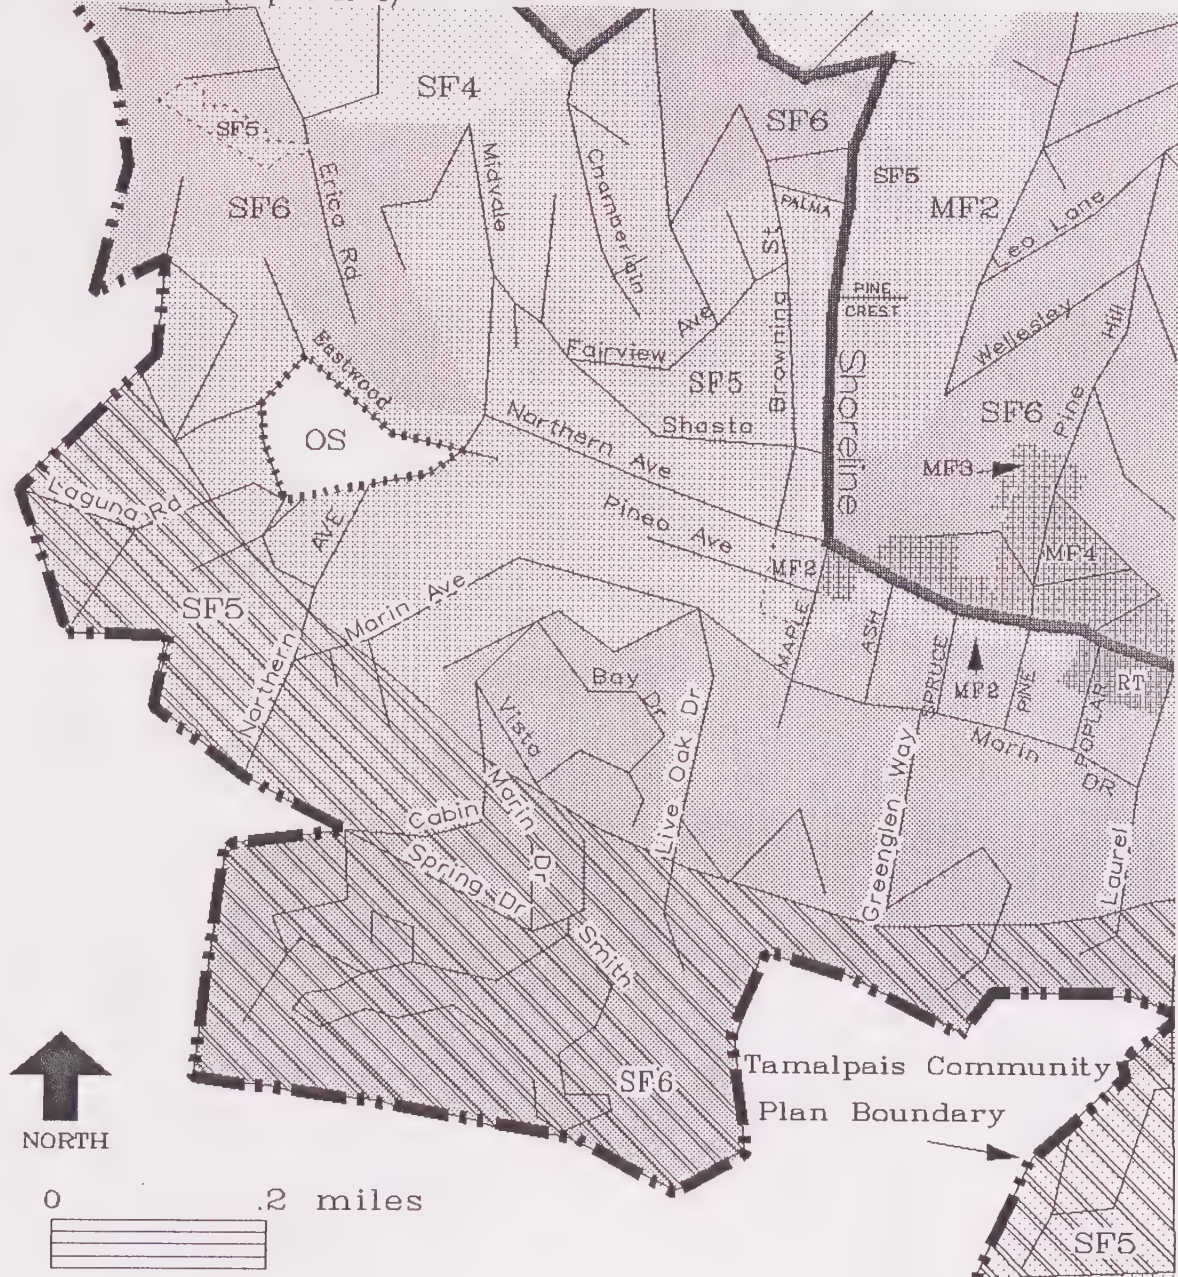 SF4
SF6
SF5
SF5
Midvale
Chamberlain
PALMA
MF2
SF6
Erica Rd
St
Leo Lane
Ave
Browning
PINE
CREST
Wellesley
Hill
Eastwood
Fairview
Shoreline
SF5
SF6
Pine
Northern Ave
Shasta
OS
MF3
Laguna Rd
AVE
Pineo Ave
MF4
MF2
SF5
Marin Ave
MAPLE
ASH
SPRUCE
MF2
PINE
POPLAR
RT
Northern
Bay Dr
Vista
Live Oak Dr
Marin
DR
Greenglen Way
Marin Dr
Cabin
Spring Dr
Laurel
Smith
SF6
Tamalpais Community
Plan Boundary
NORTH
0 .2 miles
SF5